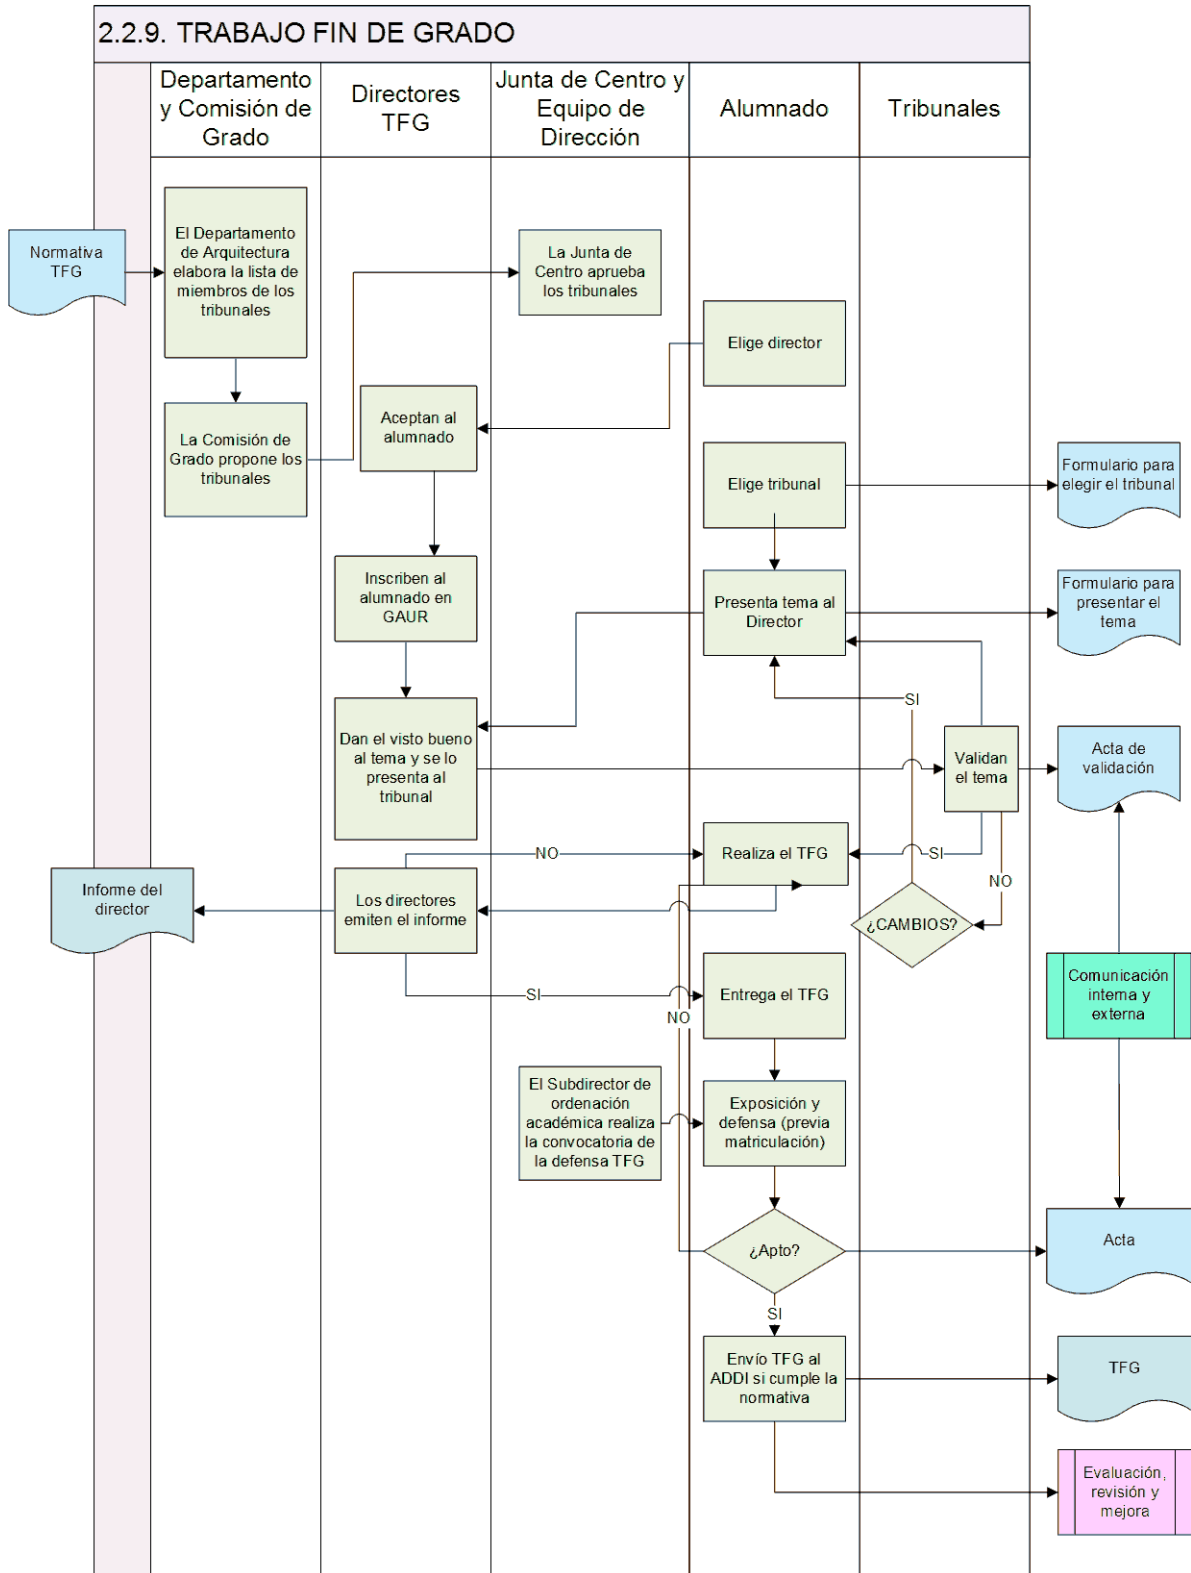 2.2.9. TRABAJO FIN DE GRADO
Departamento
y Comisión de
Grado
Directores
TFG
Junta de Centro y
Equipo de
Dirección
Alumnado
Tribunales
Normativa
TFG
El Departamento
de Arquitectura
elabora la lista de
miembros de los
tribunales
La Junta de
Centro aprueba
los tribunales
Elige director
Aceptan al
alumnado
La Comisión de
Grado propone los
tribunales
Elige tribunal
Formulario para
elegir el tribunal
Inscriben al
alumnado en
GAUR
Presenta tema al
Director
Formulario para
presentar el
tema
SI
Dan el visto bueno
al tema y se lo
presenta al
tribunal
Validan
el tema
Acta de
validación
NO
Realiza el TFG
SI
NO
Informe del
director
Los directores
emiten el informe
¿CAMBIOS?
SI
Entrega el TFG
NO
Comunicación
interna y
externa
El Subdirector de
ordenación
académica realiza
la convocatoria de
la defensa TFG
Exposición y
defensa (previa
matriculación)
¿Apto?
Acta
SI
Envío TFG al
ADDI si cumple la
normativa
TFG
Evaluación,
revisión y
mejora